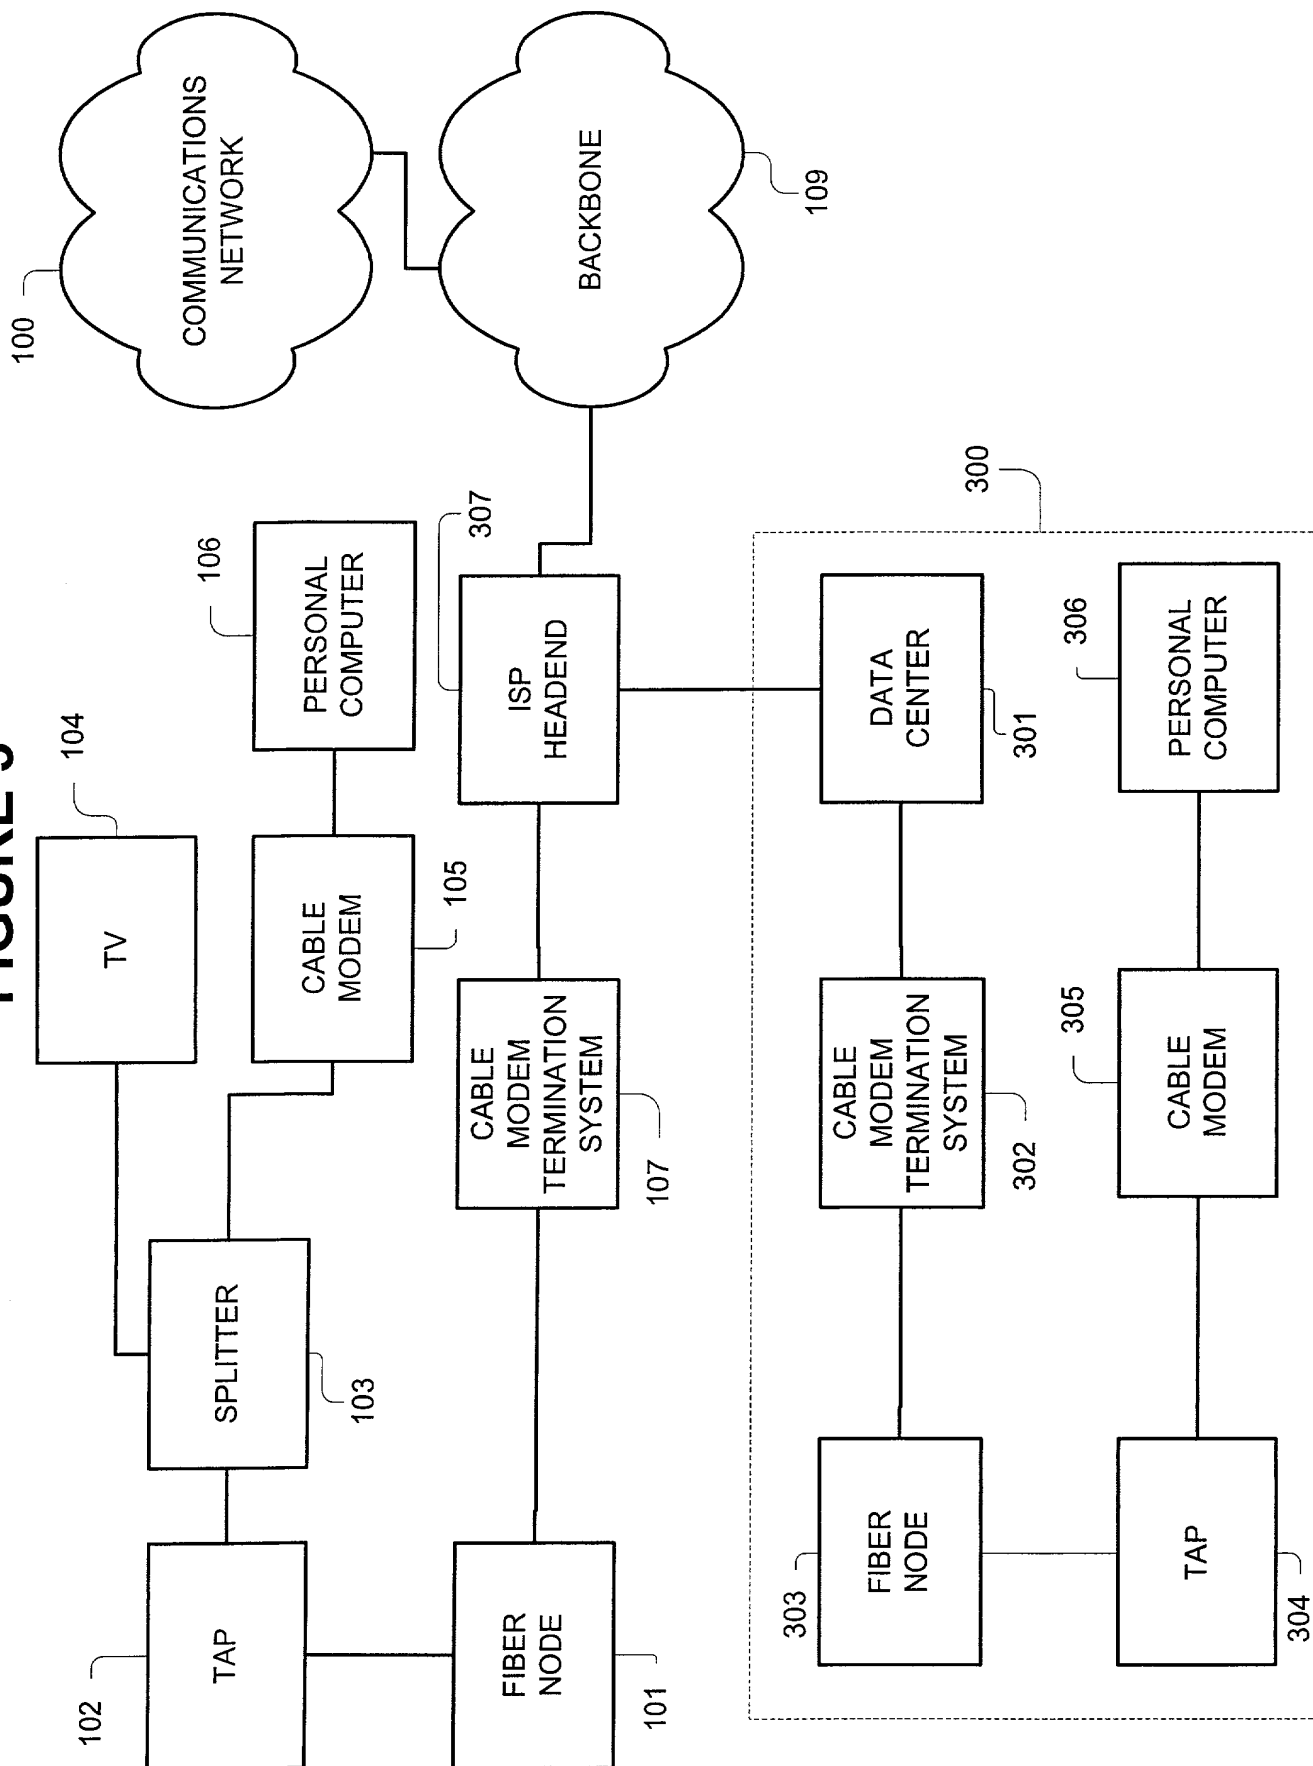 FIGURE
102
TAP
SPLITTER
103
TV
104
CABLE
MODEM
105
PERSONAL
COMPUTER
106
100
COMMUNICATIONS
NETWORK
FIBER
NODE
101
CABLE
MODEM
TERMINATION
SYSTEM
107
ISP
HEADEND
307
BACKBONE
109
300
303
FIBER
NODE
CABLE
MODEM
TERMINATION
SYSTEM
302
DATA
CENTER
301
TAP
304
305
CABLE
MODEM
306
PERSONAL
COMPUTER